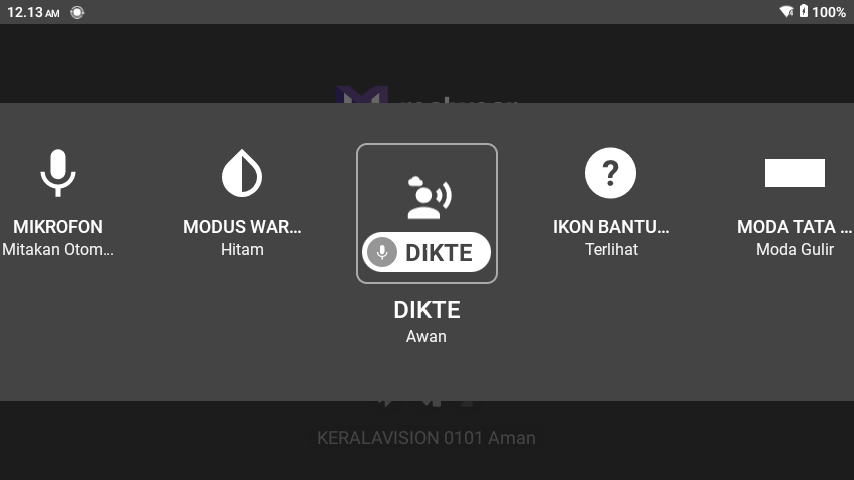 12.13 AM
100%
MIKROFON
Mitakan Otom...
MODUS WAR...
Hitam
DIKTE
DIKTE
Awan
IKON BANTU...
Terlihat
MODA TATA ...
Moda Gulir
KERALAVISION 0101 Aman